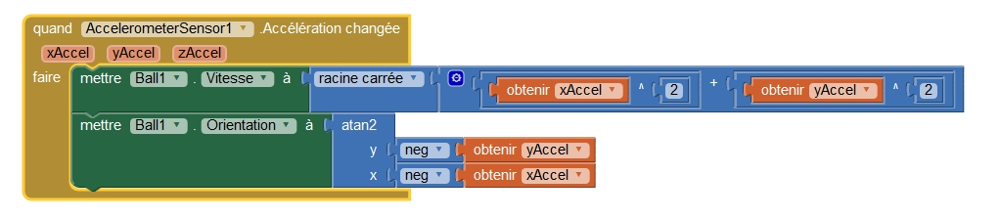 quand AccelerometerSensor1 .Accélération changée
xAccel yAccel zAccel
faire mettre Ball1 . Vitesse à racine carrée obtenir xAccel ^ 2 + obtenir yAccel ^ 2
mettre Ball1 . Orientation à atan2
y neg obtenir yAccel
x neg obtenir xAccel